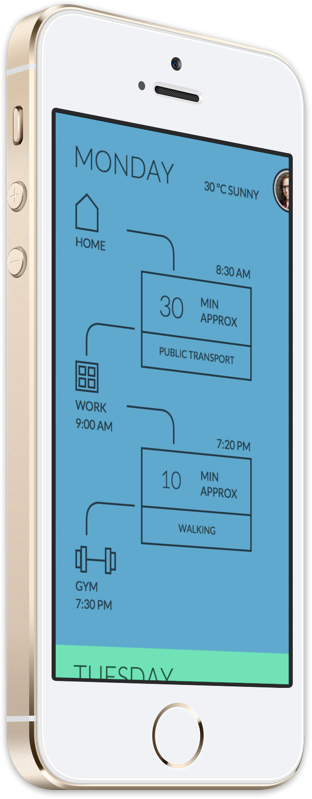 MONDAY
30 °C SUNNY
HOME
8:30 AM
30 MIN
APPROX
PUBLIC TRANSPORT
WORK
9:00 AM
7:20 PM
10 MIN
APPROX
WALKING
GYM
7:30 PM
TUESDAY